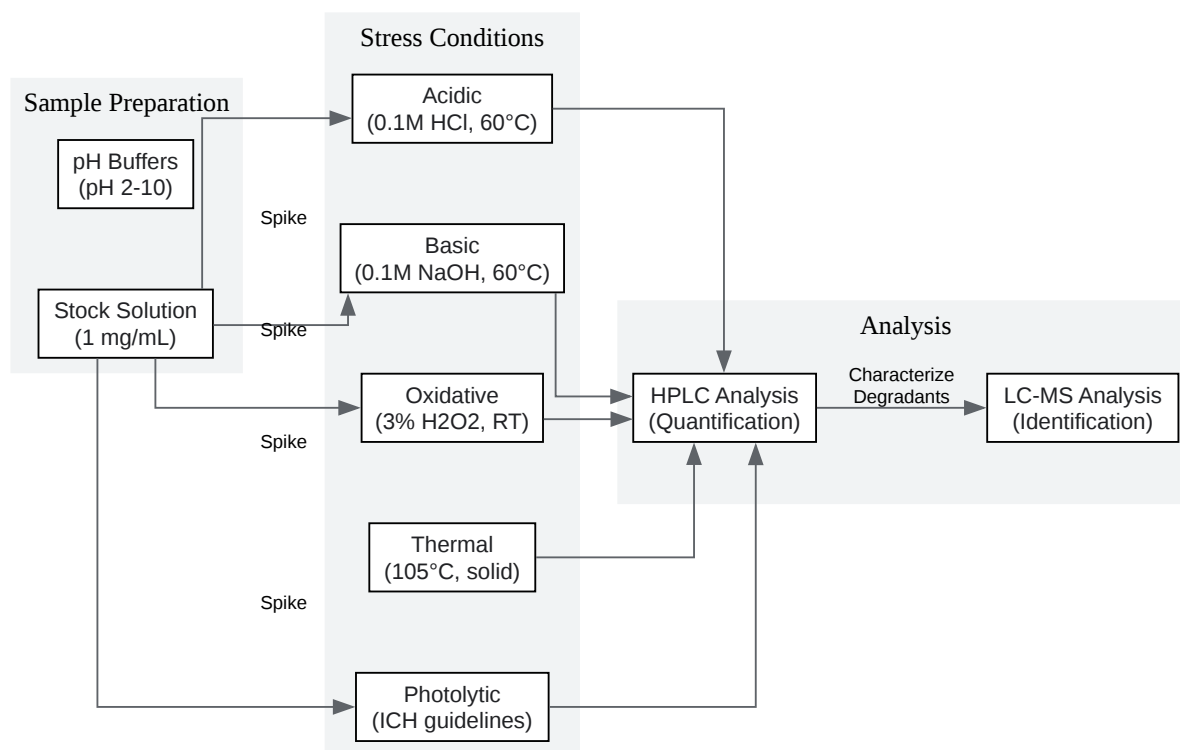 Stress Conditions
Sample Preparation
Acidic
(0.1M HCl, 60°C)
pH Buffers
(pH 2-10)
Spike
Basic
(0.1M NaOH, 60°C)
Stock Solution
(1 mg/mL)
Spike
Analysis
Oxidative
(3% H2O2, RT)
HPLC Analysis
(Quantification)
Characterize
Degradants
LC-MS Analysis
(Identification)
Spike
Thermal
(105°C, solid)
Spike
Photolytic
(ICH guidelines)